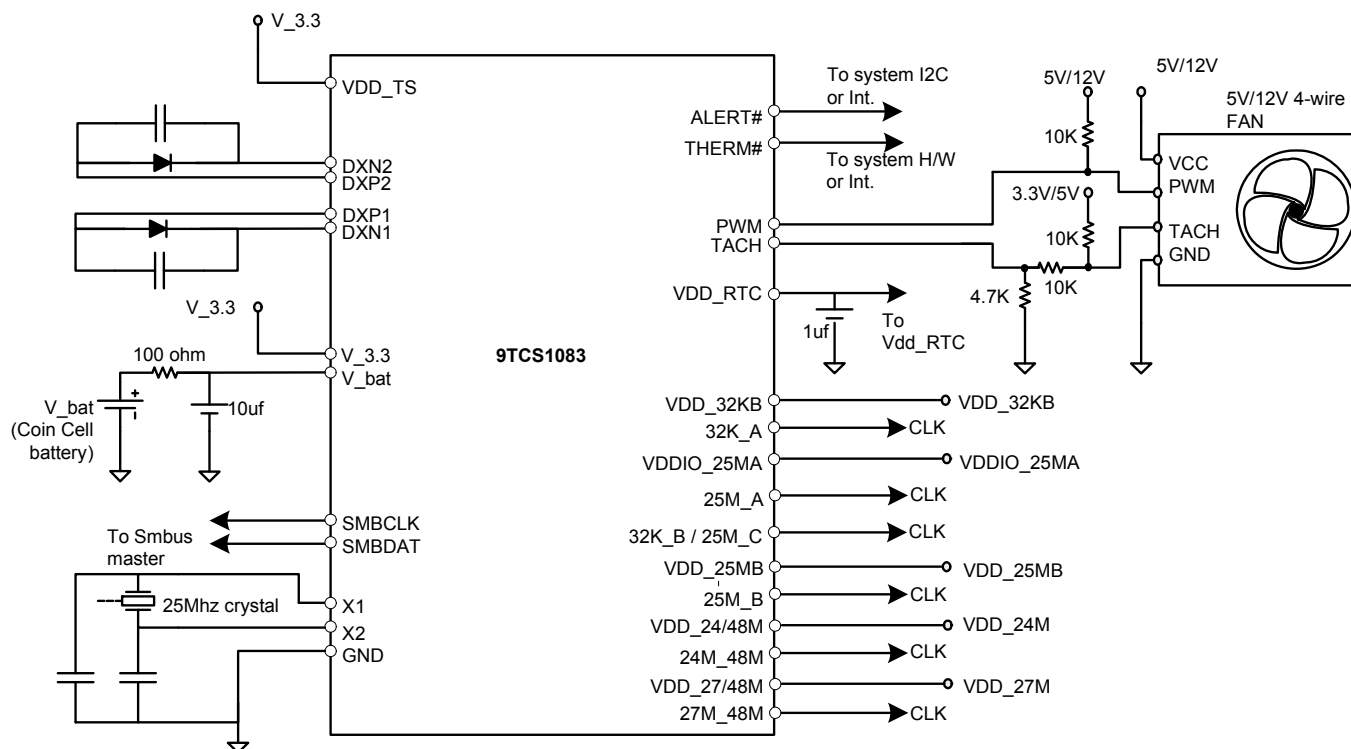 V_3.3
VDD_TS
DXN2
DXP2
DXP1
DXN1
V_3.3
V_3.3
100 ohm
V_bat
10uf
V_bat
(Coin Cell
battery)
+
-
SMBCLK
SMBDAT
To Smbus
master
25Mhz crystal
X1
X2
GND
9TCS1083
ALERT#
To system I2C
or Int.
THERM#
To system H/W
or Int.
PWM
TACH
VDD_RTC
1uf
To
Vdd_RTC
5V/12V
10K
3.3V/5V
10K
10K
4.7K
5V/12V
5V/12V 4-wire
FAN
VCC
PWM
TACH
GND
VDD_32KB
VDD_32KB
32K_A
CLK
VDDIO_25MA
VDDIO_25MA
25M_A
CLK
32K_B / 25M_C
CLK
VDD_25MB
VDD_25MB
25M_B
CLK
VDD_24/48M
VDD_24M
24M_48M
CLK
VDD_27/48M
VDD_27M
27M_48M
CLK